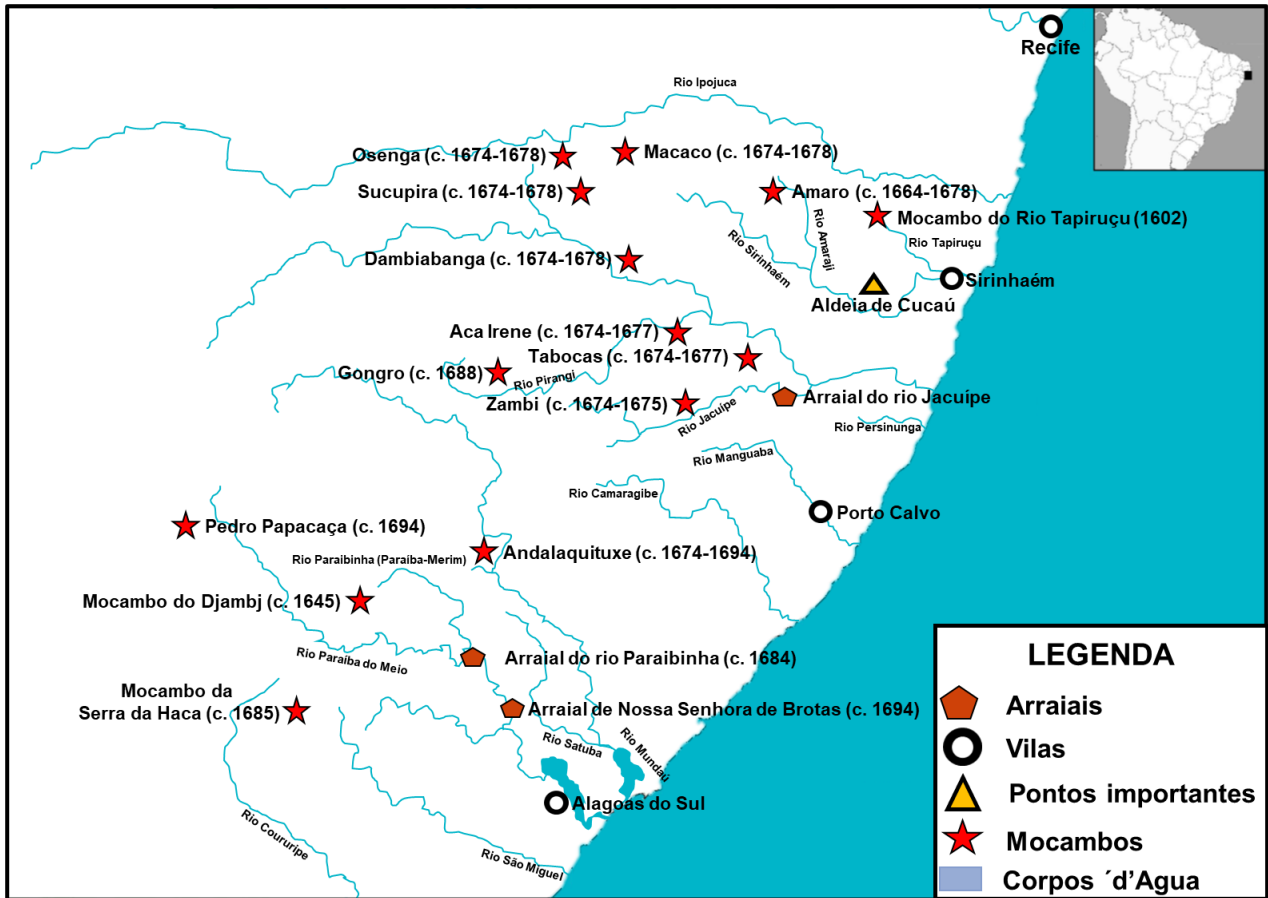 Recife
Rio Ipojuca
Osenga (c. 1674-1678)
Macaco (c. 1674-1678)
Sucupira (c. 1674-1678)
Amaro (c. 1664-1678)
Mocambo do Rio Tapiruçu (1602)
Rio Amaraji
Rio Tapiruçu
Rio Sirinhaém
Dambiabanga (c. 1674-1678)
Sirinhaém
Aldeia de Cucaú
Aca Irene (c. 1674-1677)
Tabocas (c. 1674-1677)
Gongro (c. 1688)
Rio Pirangi
Zambi (c. 1674-1675)
Arraial do rio Jacuípe
Rio Jacuípe
Rio Persinunga
Rio Manguaba
Rio Camaragibe
Porto Calvo
Pedro Papacaça (c. 1694)
Rio Paraibinha (Paraíba-Merim)
Andalaquituxe (c. 1674-1694)
Mocambo do Djambj (c. 1645)
Rio Paraíba do Meio
Arraial do rio Paraibinha (c. 1684)
Mocambo da
Serra da Haca (c. 1685)
Arraial de Nossa Senhora de Brotas (c. 1694)
Rio Satuba
Rio Mundaú
Alagoas do Sul
Rio Coururipe
Rio São Miguel
LEGENDA
Arraiais
Vilas
Pontos importantes
Mocambos
Corpos ´d’Agua